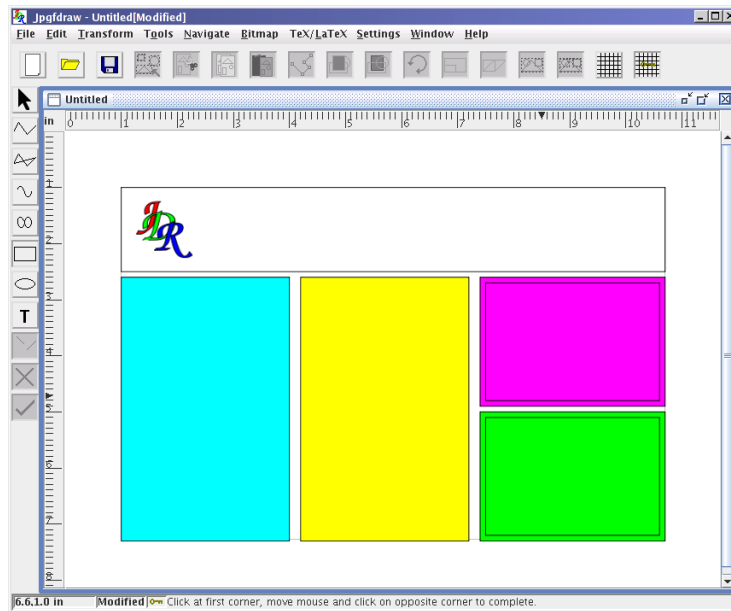 Jpgfdraw - Untitled[Modified]
File Edit Transform Tools Navigate Bitmap TeX/LaTeX Settings Window Help
Untitled
in 0 1 2 3 4 5 6 7 8 9 10 11
1
JDR
2
3
T
4
5
6
7
8
6.6,1.0 in Modified Click at first corner, move mouse and click on opposite corner to complete.